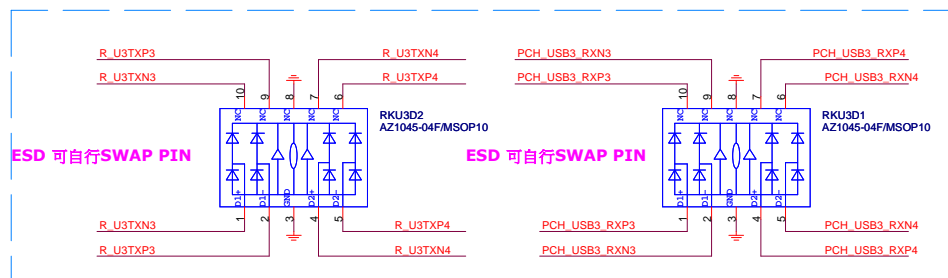 R_U3TXP3
R_U3TXN4
PCH_USB3_RXN3
PCH_USB3_RXP4
R_U3TXN3
R_U3TXP4
PCH_USB3_RXP3
PCH_USB3_RXN4
10
9
8
7
6
10
9
8
7
6
NC
NC
NC
NC
NC
NC
NC
NC
RKU3D2
AZ1045-04F/MSOP10
RKU3D1
AZ1045-04F/MSOP10
ESD 可自行SWAP PIN
ESD 可自行SWAP PIN
D1+
D1-
GND
D2+
D2-
D1+
D1-
GND
D2+
D2-
1
2
3
4
5
1
2
3
4
5
R_U3TXN3
R_U3TXP4
PCH_USB3_RXP3
PCH_USB3_RXN4
R_U3TXP3
R_U3TXN4
PCH_USB3_RXN3
PCH_USB3_RXP4